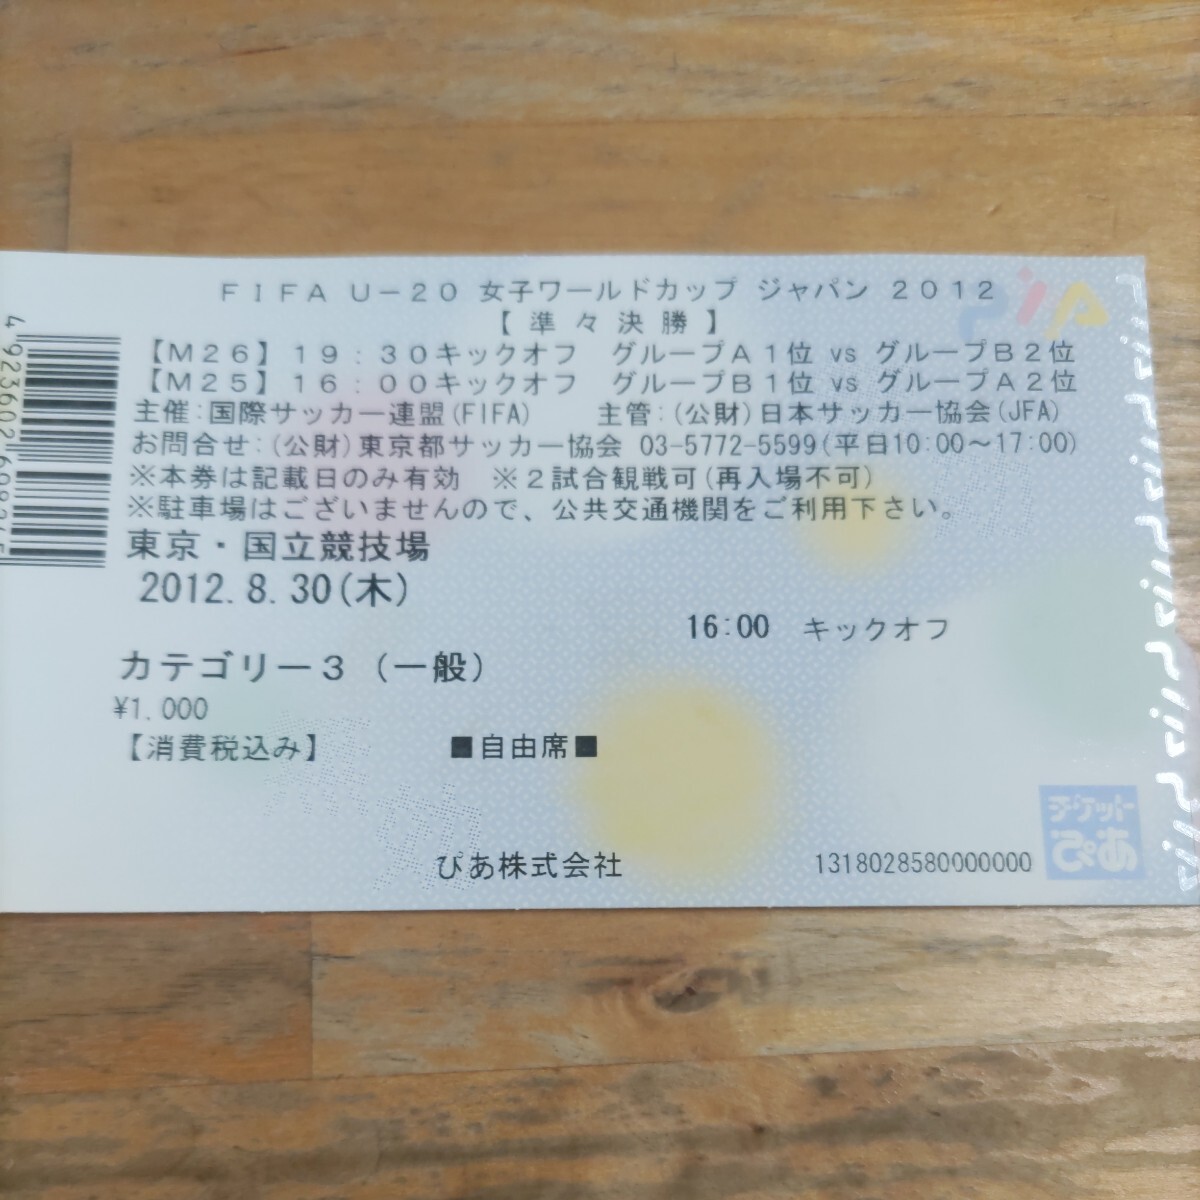 FIFA U-20 女子ワールドカップ ジャパン 2012
【準々決勝】
【M26】19:30キックオフ グループA1位 vs グループB2位
【M25】16:00キックオフ グループB1位 vs グループA2位
主催:国際サッカー連盟(FIFA) 主管:(公財)日本サッカー協会(JFA)
お問合せ:(公財)東京都サッカー協会 03-5772-5599(平日10:00〜17:00)
※本券は記載日のみ有効 ※2試合観戦可(再入場不可)
※駐車場はございませんので、公共交通機関をご利用下さい。
東京・国立競技場
2012.8.30(木)
16:00 キックオフ
カテゴリー3 (一般)
¥1,000
【消費税込み】 ■自由席■
ぴあ株式会社 1318028580000000
チケット
ぴあ